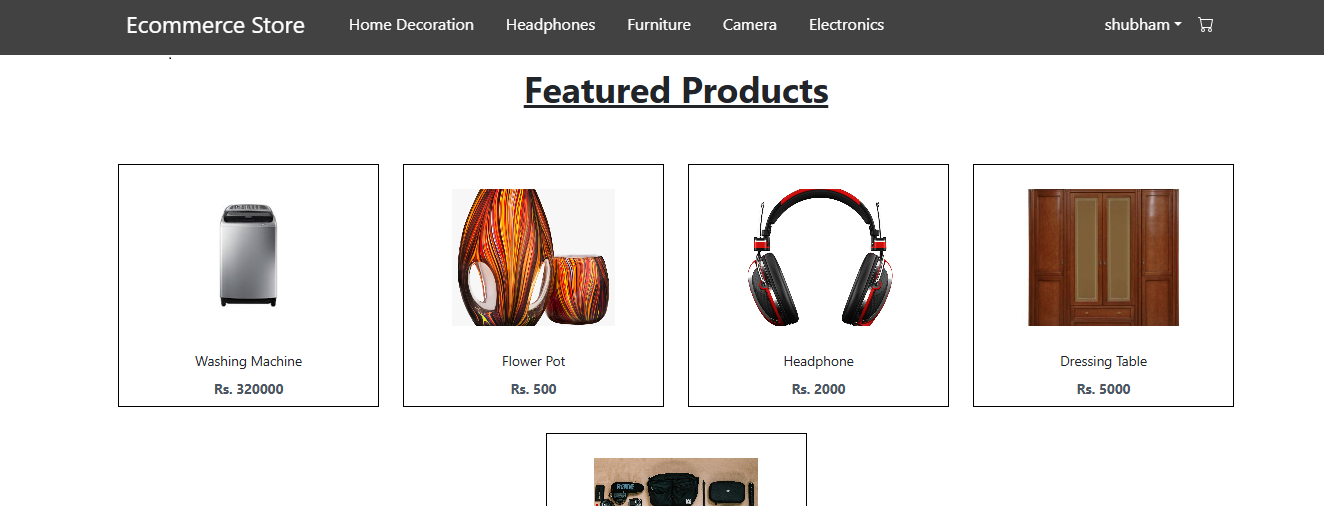 Ecommerce Store Home Decoration Headphones Furniture Camera Electronics shubham
Featured Products
Washing Machine Flower Pot Headphone Dressing Table
Rs. 320000 Rs. 500 Rs. 2000 Rs. 5000